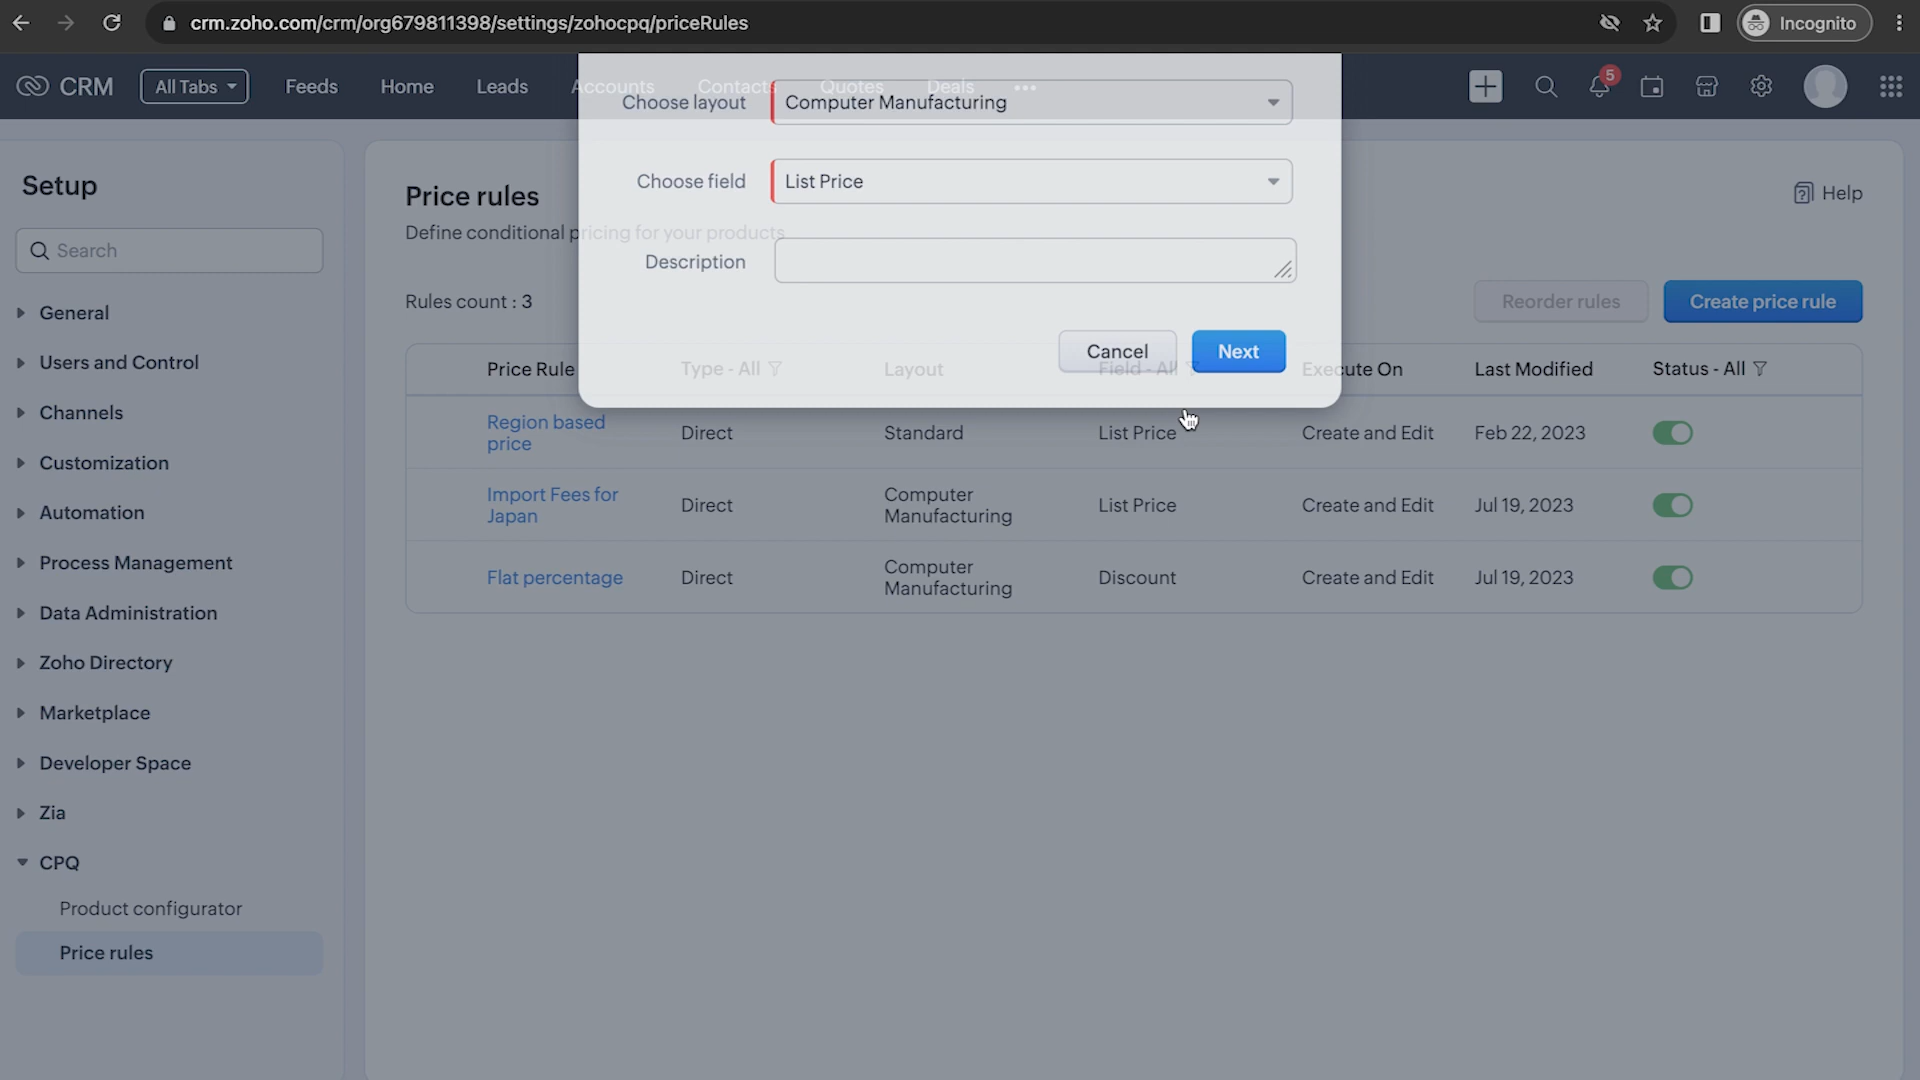 crm.zoho.com/crm/org679811398/settings/zohocpq/priceRules
Incognito
CRM
All Tabs
Feeds
Home
Leads
Accounts
Contacts
Quotes
Deals
5
Choose layout
Computer Manufacturing
Choose field
List Price
Description
Cancel
Next
Setup
Search
General
Users and Control
Channels
Customization
Automation
Process Management
Data Administration
Zoho Directory
Marketplace
Developer Space
Zia
CPQ
Product configurator
Price rules
Price rules
Help
Define conditional pricing for your products
Rules count : 3
Reorder rules
Create price rule
Price Rule
Type - All
Layout
Field - All
Execute On
Last Modified
Status - All
Region based
price
Direct
Standard
List Price
Create and Edit
Feb 22, 2023
Import Fees for
Japan
Direct
Computer
Manufacturing
List Price
Create and Edit
Jul 19, 2023
Flat percentage
Direct
Computer
Manufacturing
Discount
Create and Edit
Jul 19, 2023